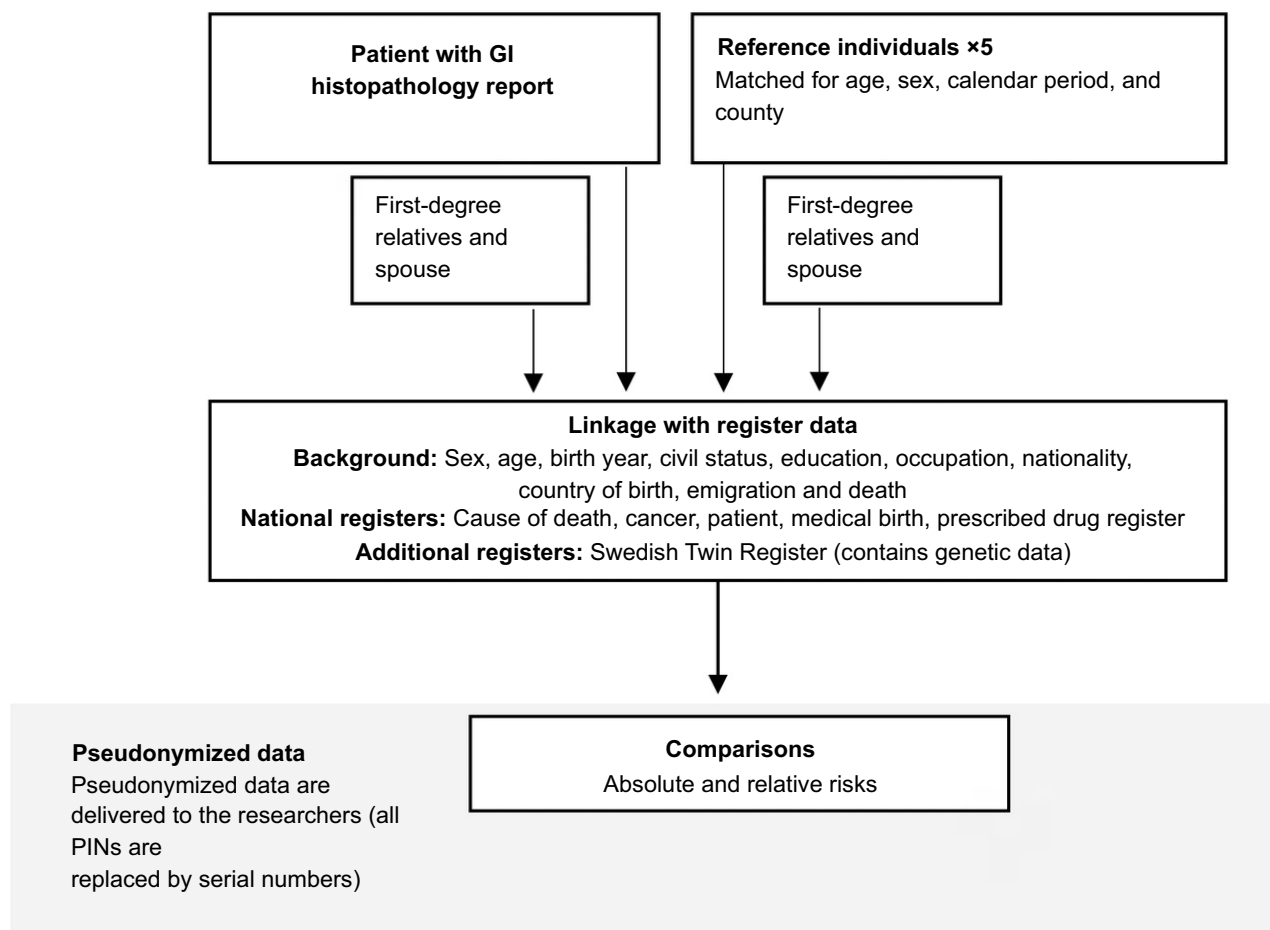 Patient with GI
histopathology report
Reference individuals ×5
Matched for age, sex, calendar period, and
county
First-degree
relatives and
spouse
First-degree
relatives and
spouse
Linkage with register data
Background: Sex, age, birth year, civil status, education, occupation, nationality,
country of birth, emigration and death
National registers: Cause of death, cancer, patient, medical birth, prescribed drug register
Additional registers: Swedish Twin Register (contains genetic data)
Pseudonymized data
Pseudonymized data are
delivered to the researchers (all
PINs are
replaced by serial numbers)
Comparisons
Absolute and relative risks